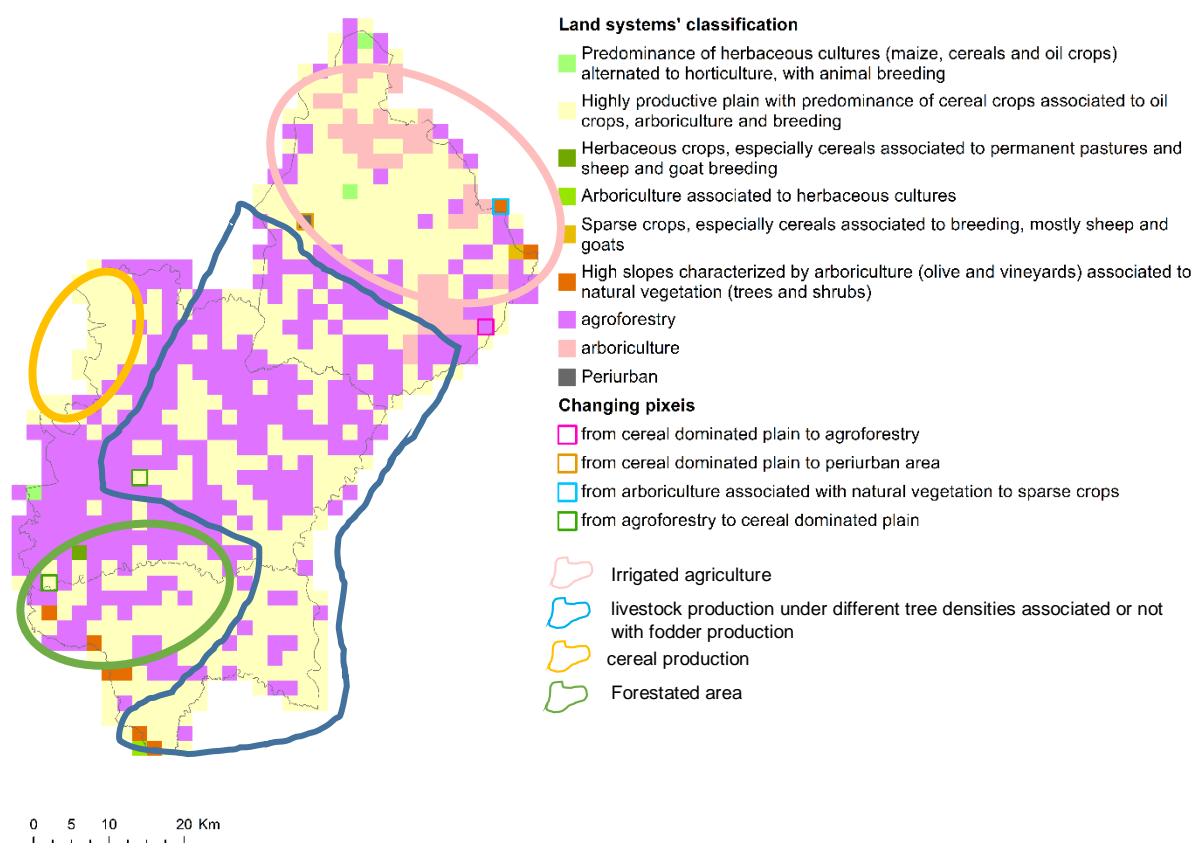 Land systems' classification
Predominance of herbaceous cultures (maize, cereals and oil crops)
alternated to horticulture, with animal breeding
Highly productive plain with predominance of cereal crops associated to oil
crops, arboriculture and breeding
Herbaceous crops, especially cereals associated to permanent pastures and
sheep and goat breeding
Arboriculture associated to herbaceous cultures
Sparse crops, especially cereals associated to breeding, mostly sheep and
goats
High slopes characterized by arboriculture (olive and vineyards) associated to
natural vegetation (trees and shrubs)
agroforestry
arboriculture
Periurban
Changing pixeis
from cereal dominated plain to agroforestry
from cereal dominated plain to periurban area
from arboriculture associated with natural vegetation to sparse crops
from agroforestry to cereal dominated plain
Irrigated agriculture
livestock production under different tree densities associated or not
with fodder production
cereal production
Forestated area
0 5 10 20 Km